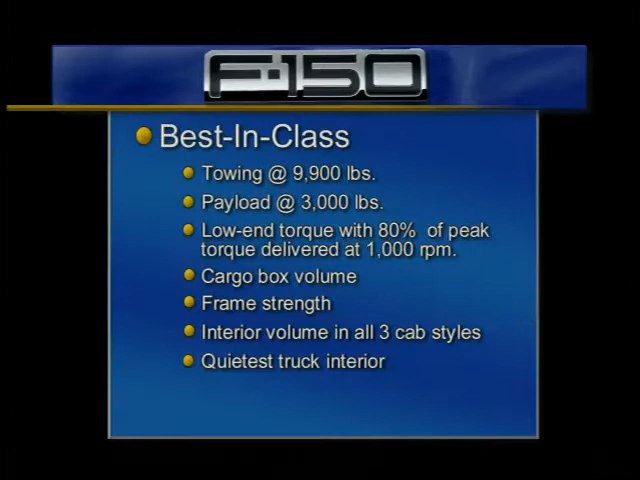 F-150
Best-In-Class
Towing @ 9,900 lbs.
Payload @ 3,000 lbs.
Low-end torque with 80% of peak
torque delivered at 1,000 rpm.
Cargo box volume
Frame strength
Interior volume in all 3 cab styles
Quietest truck interior